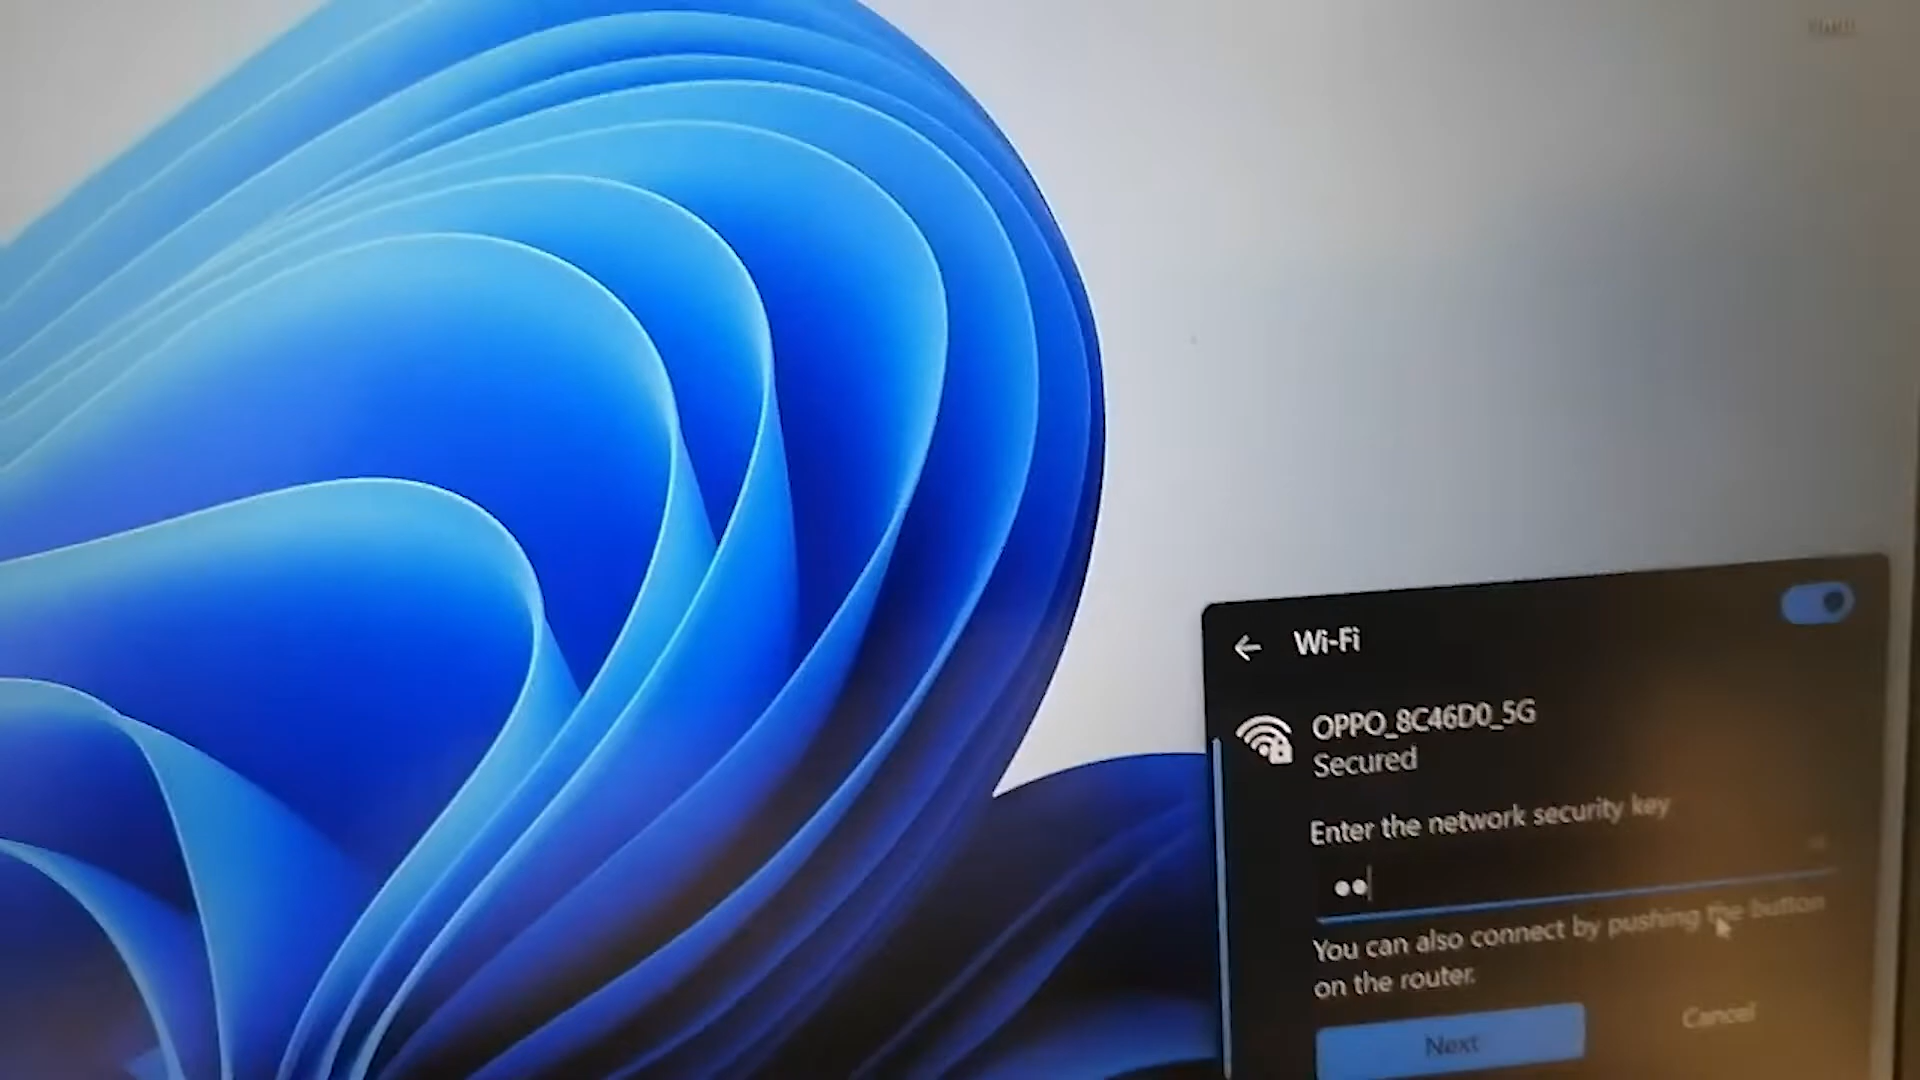 Wi-Fi
OPPO_8C46D0_5G
Secured
Enter the network security key
You can also connect by pushing the button
on the router.
Next
Cancel